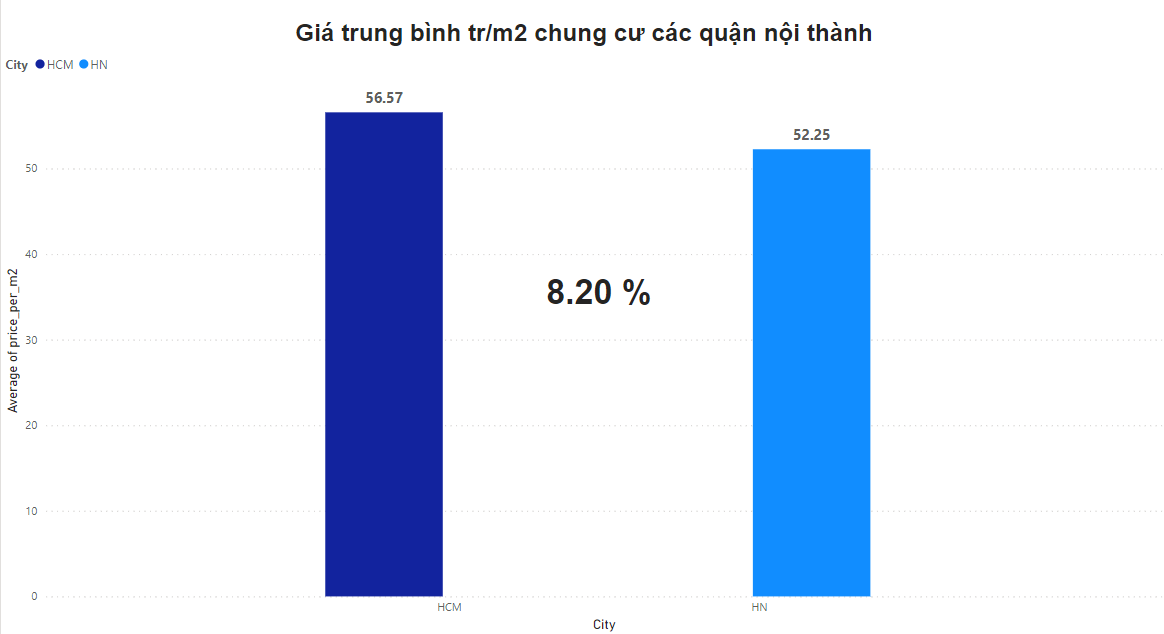 Giá trung bình tr/m2 chung cư các quận nội thành
City HCM HN
56.57
52.25
50
40
8.20 %
30
20
10
0
Average of price_per_m2
HCM HN
City